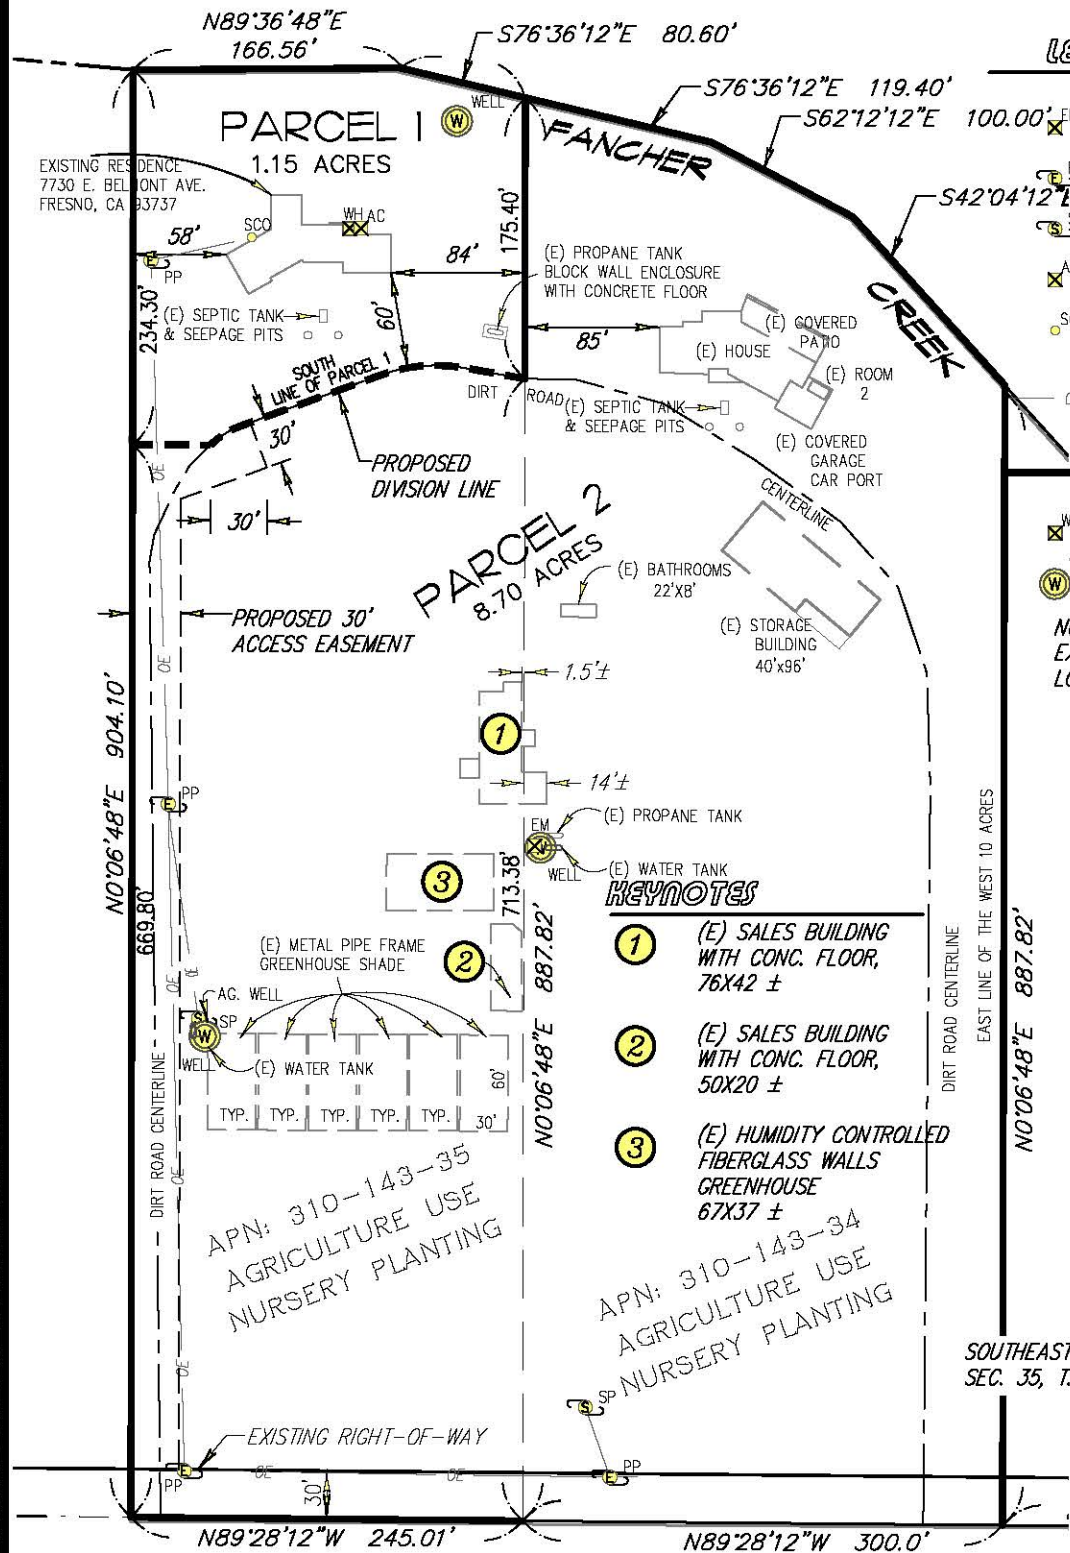 N89°36'48"E
166.56'
S76°36'12"E 80.60'
S76°36'12"E 119.40'
S62°12'12"E 100.00'
S42°04'12"E
PARCEL 1
1.15 ACRES
WELL
W
FANCHER
CREEK
EXISTING RESIDENCE
7730 E. BELMONT AVE.
FRESNO, CA 93737
SCO
WH AC
58'
84'
175.40'
E
PP
234.30'
60'
(E) PROPANE TANK
BLOCK WALL ENCLOSURE
WITH CONCRETE FLOOR
(E) SEPTIC TANK
& SEEPAGE PITS
85'
(E) COVERED
PATIO
(E) HOUSE
(E) ROOM
2
SOUTH
LINE OF PARCEL 1
DIRT ROAD
(E) SEPTIC TANK
& SEEPAGE PITS
(E) COVERED
GARAGE
CAR PORT
30'
PROPOSED
DIVISION LINE
OE
30'
CENTERLINE
PARCEL 2
8.70 ACRES
(E) BATHROOMS
22'X8'
(E) STORAGE
BUILDING
40'x96'
PROPOSED 30'
ACCESS EASEMENT
OE
W
1.5'±
1
14'±
N0°06'48"E 904.10'
E
PP
(E) PROPANE TANK
EM
WELL
(E) WATER TANK
3
713.38'
669.80'
KEYNOTES
1
(E) SALES BUILDING
WITH CONC. FLOOR,
76X42 ±
2
(E) SALES BUILDING
WITH CONC. FLOOR,
50X20 ±
3
(E) HUMIDITY CONTROLLED
FIBERGLASS WALLS
GREENHOUSE
67X37 ±
(E) METAL PIPE FRAME
GREENHOUSE SHADE
2
OE
OE
AG. WELL
S
SP
W
WELL
(E) WATER TANK
TYP. TYP. TYP. TYP. TYP.
60'
30'
N0°06'48"E 887.82'
DIRT ROAD CENTERLINE
EAST LINE OF THE WEST 10 ACRES
N0°06'48"E 887.82'
DIRT ROAD CENTERLINE
OE
APN: 310-143-35
AGRICULTURE USE
NURSERY PLANTING
APN: 310-143-34
AGRICULTURE USE
NURSERY PLANTING
SOUTHEAST
SEC. 35, T.
OE
S
SP
EXISTING RIGHT-OF-WAY
E
PP
OE
OE
E
PP
30'
N89°28'12"W 245.01'
N89°28'12"W 300.0'